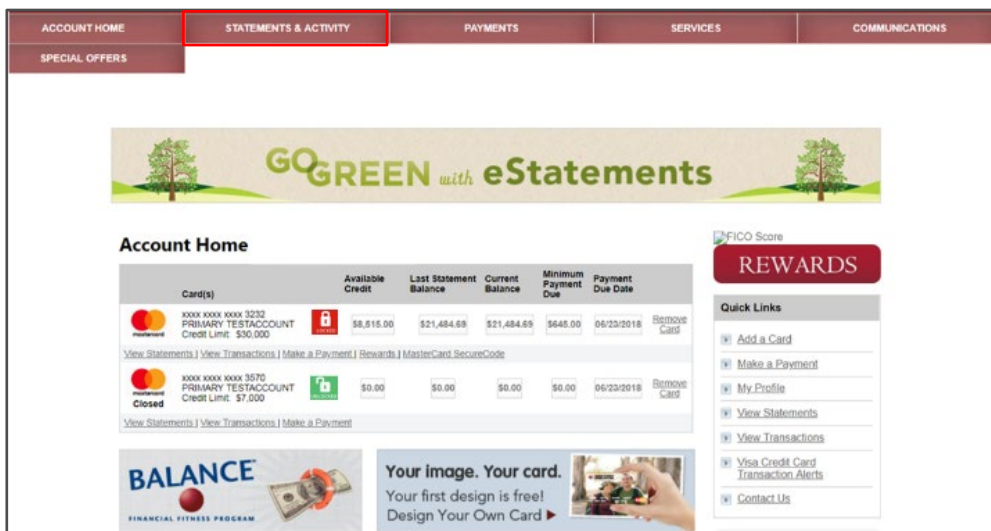 ACCOUNT HOME STATEMENTS & ACTIVITY PAYMENTS SERVICES COMMUNICATIONS
SPECIAL OFFERS
GO GREEN with eStatements
Account Home
Card(s) Available Credit Last Statement Balance Current Balance Minimum Payment Due Payment Due Date
mastercard
xxxx xxxx xxxx 3232
PRIMARY TESTACCOUNT
Credit Limit: $30,000
LOCKED
$8,515.00 $21,484.69 $21,484.69 $645.00 06/23/2018 Remove Card
View Statements | View Transactions | Make a Payment | Rewards | MasterCard SecureCode
mastercard
Closed
xxxx xxxx xxxx 3570
PRIMARY TESTACCOUNT
Credit Limit: $7,000
UNLOCKED
$0.00 $0.00 $0.00 $0.00 06/23/2018 Remove Card
View Statements | View Transactions | Make a Payment
BALANCE™
FINANCIAL FITNESS PROGRAM
Your image. Your card.
Your first design is free!
Design Your Own Card
FICO Score
REWARDS
Quick Links
Add a Card
Make a Payment
My Profile
View Statements
View Transactions
Visa Credit Card
Transaction Alerts
Contact Us